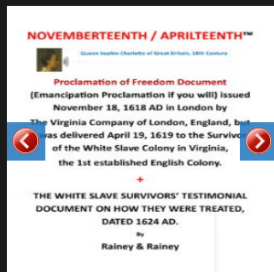 NOVEMBERTEENTH / APRILTEENTH™
Queen Sophie Charlotte of Great Britain, 18th Century
Proclamation of Freedom Document
(Emancipation Proclamation if you will) issued
November 18, 1618 AD in London by
The Virginia Company of London, England, but
was delivered April 19, 1619 to the Survivors
of the White Slave Colony in Virginia,
the 1st established English Colony.
+
THE WHITE SLAVE SURVIVORS' TESTIMONIAL
DOCUMENT ON HOW THEY WERE TREATED,
DATED 1624 AD.
By
Rainey & Rainey